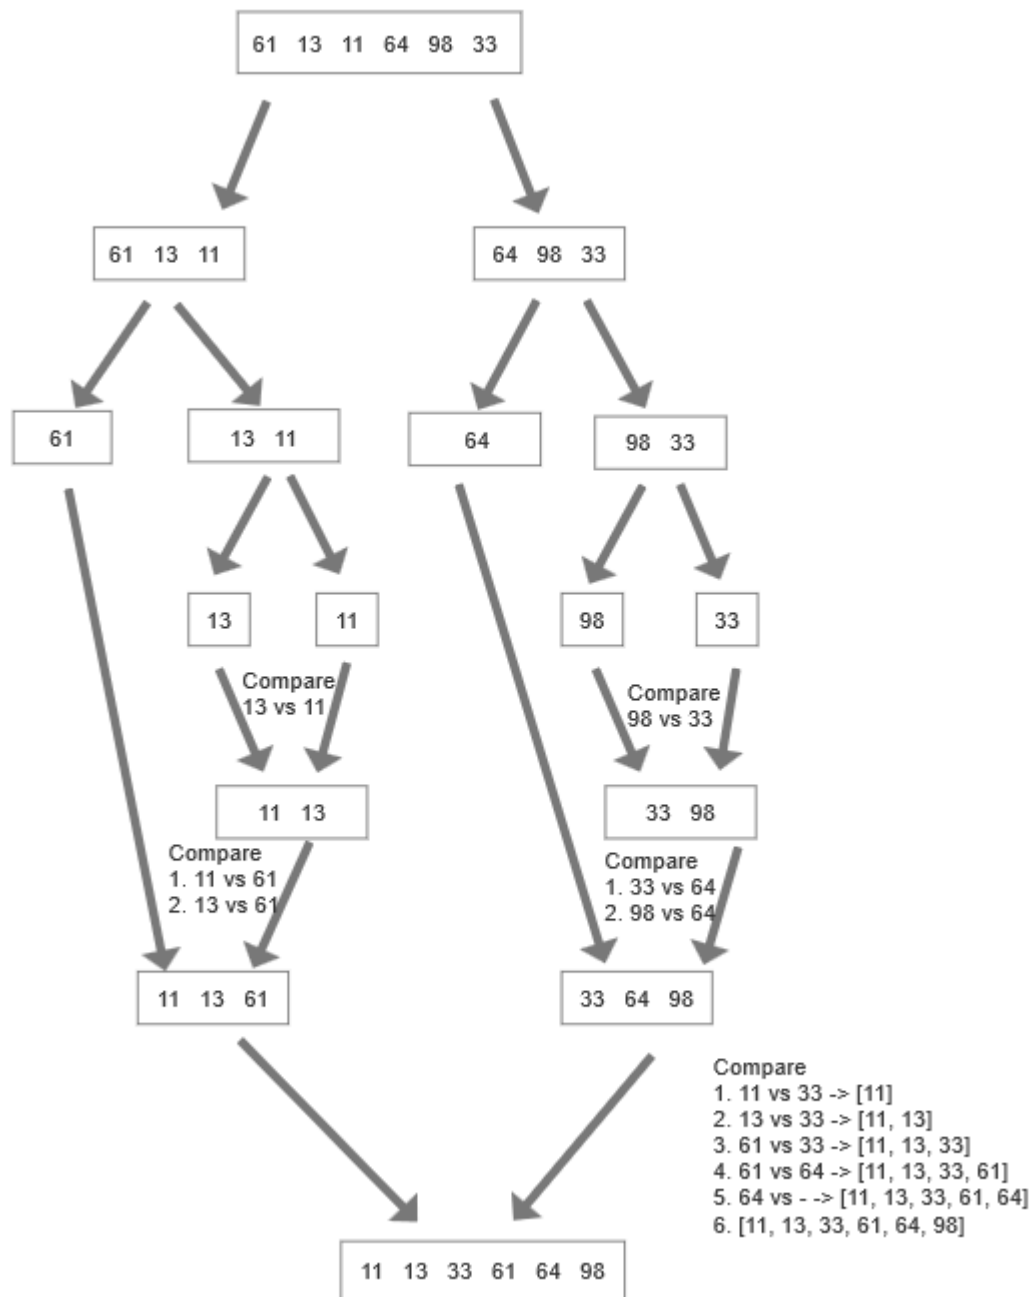 61 13 11 64 98 33
61 13 11
64 98 33
61
13 11
64
98 33
13
11
98
33
Compare
13 vs 11
Compare
98 vs 33
11 13
33 98
Compare
1. 11 vs 61
2. 13 vs 61
Compare
1. 33 vs 64
2. 98 vs 64
11 13 61
33 64 98
Compare
1. 11 vs 33 -> [11]
2. 13 vs 33 -> [11, 13]
3. 61 vs 33 -> [11, 13, 33]
4. 61 vs 64 -> [11, 13, 33, 61]
5. 64 vs - -> [11, 13, 33, 61, 64]
6. [11, 13, 33, 61, 64, 98]
11 13 33 61 64 98